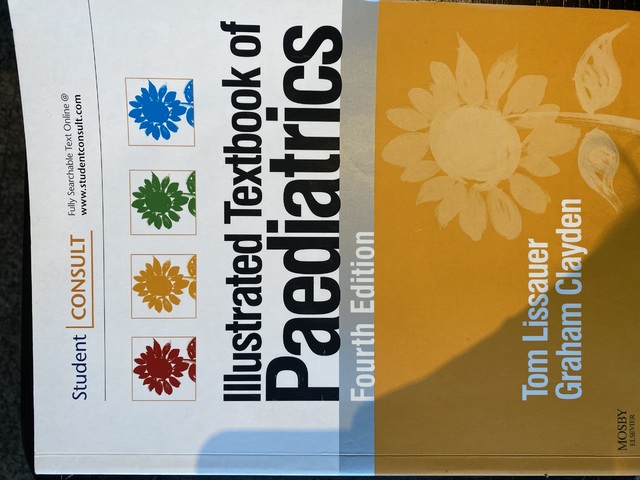 Student CONSULT
Fully Searchable Text Online @
www.studentconsult.com
Illustrated Textbook of
Paediatrics
Fourth Edition
Tom Lissauer
Graham Clayden
MOSBY
ELSEVIER